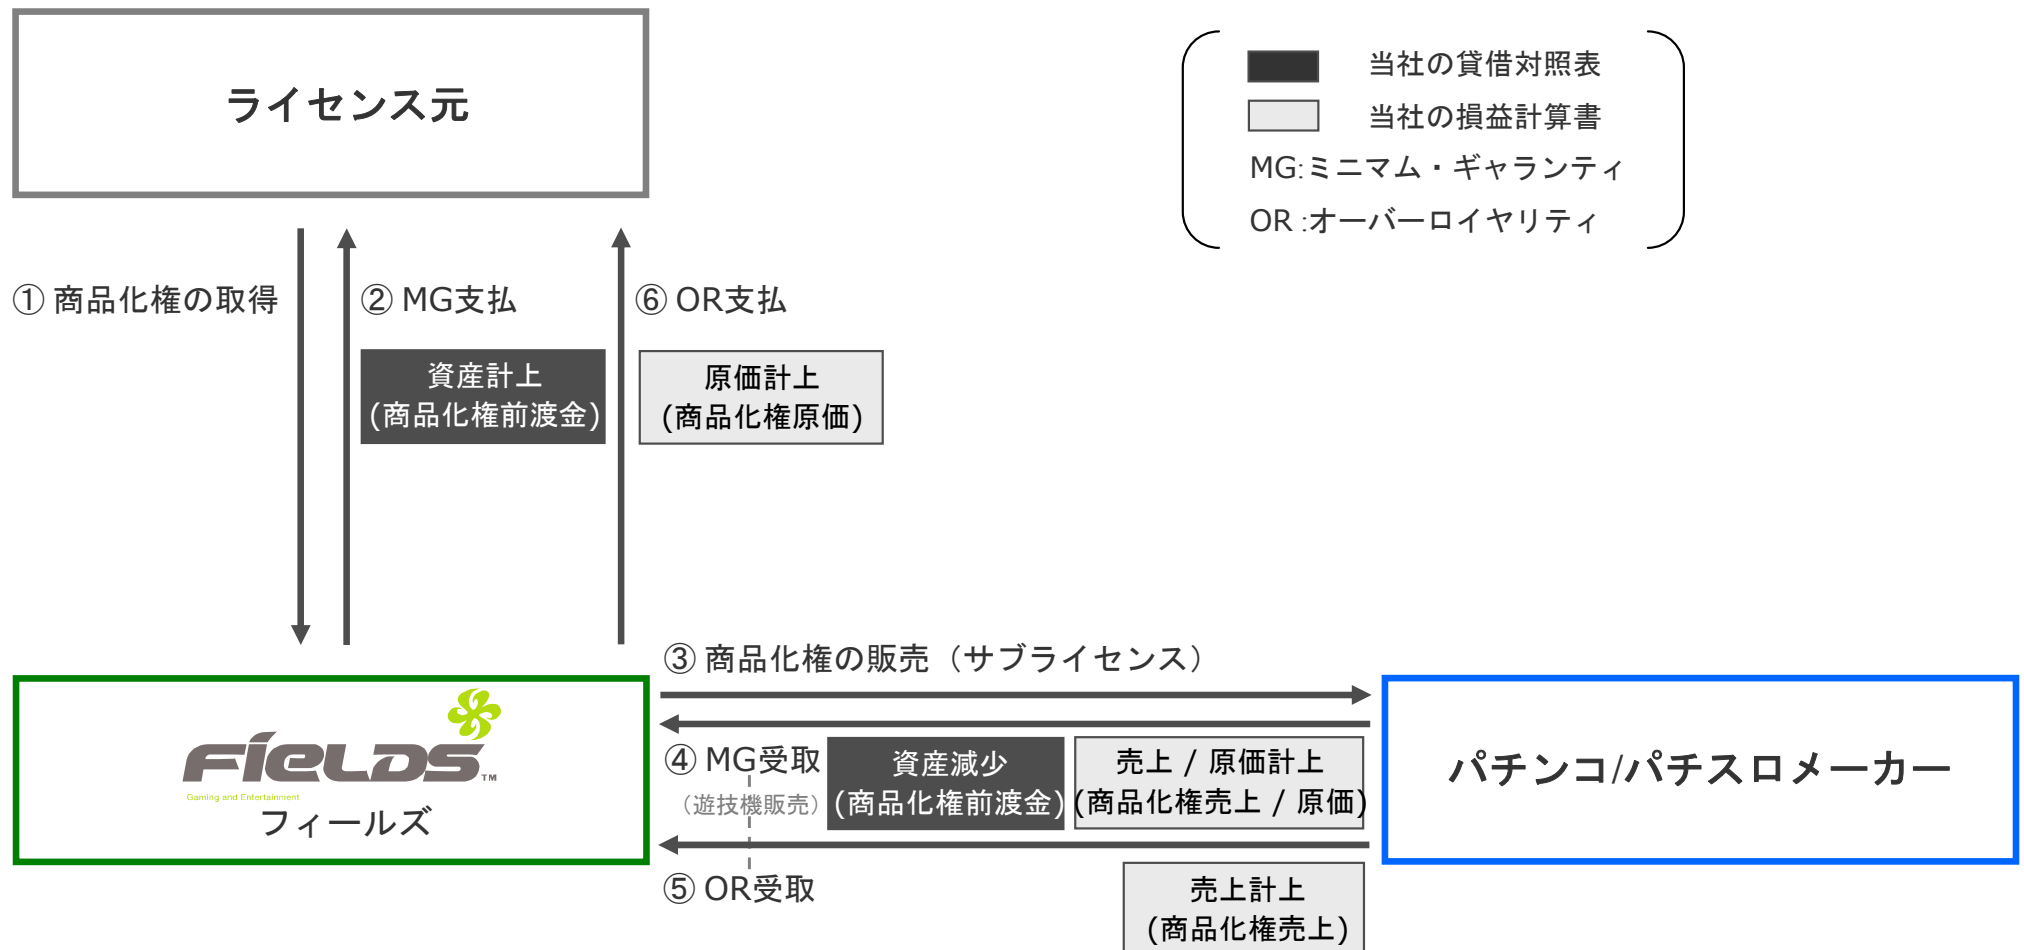 ライセンス元
当社の貸借対照表
当社の損益計算書
MG:ミニマム・ギャランティ
OR :オーバーロイヤリティ
① 商品化権の取得
② MG支払
資産計上
(商品化権前渡金)
⑥ OR支払
原価計上
(商品化権原価)
③ 商品化権の販売（サブライセンス）
FIELDS TM
Gaming and Entertainment
フィールズ
④ MG受取
（遊技機販売）
資産減少
(商品化権前渡金)
売上 / 原価計上
(商品化権売上 / 原価)
⑤ OR受取
売上計上
(商品化権売上)
パチンコ/パチスロメーカー